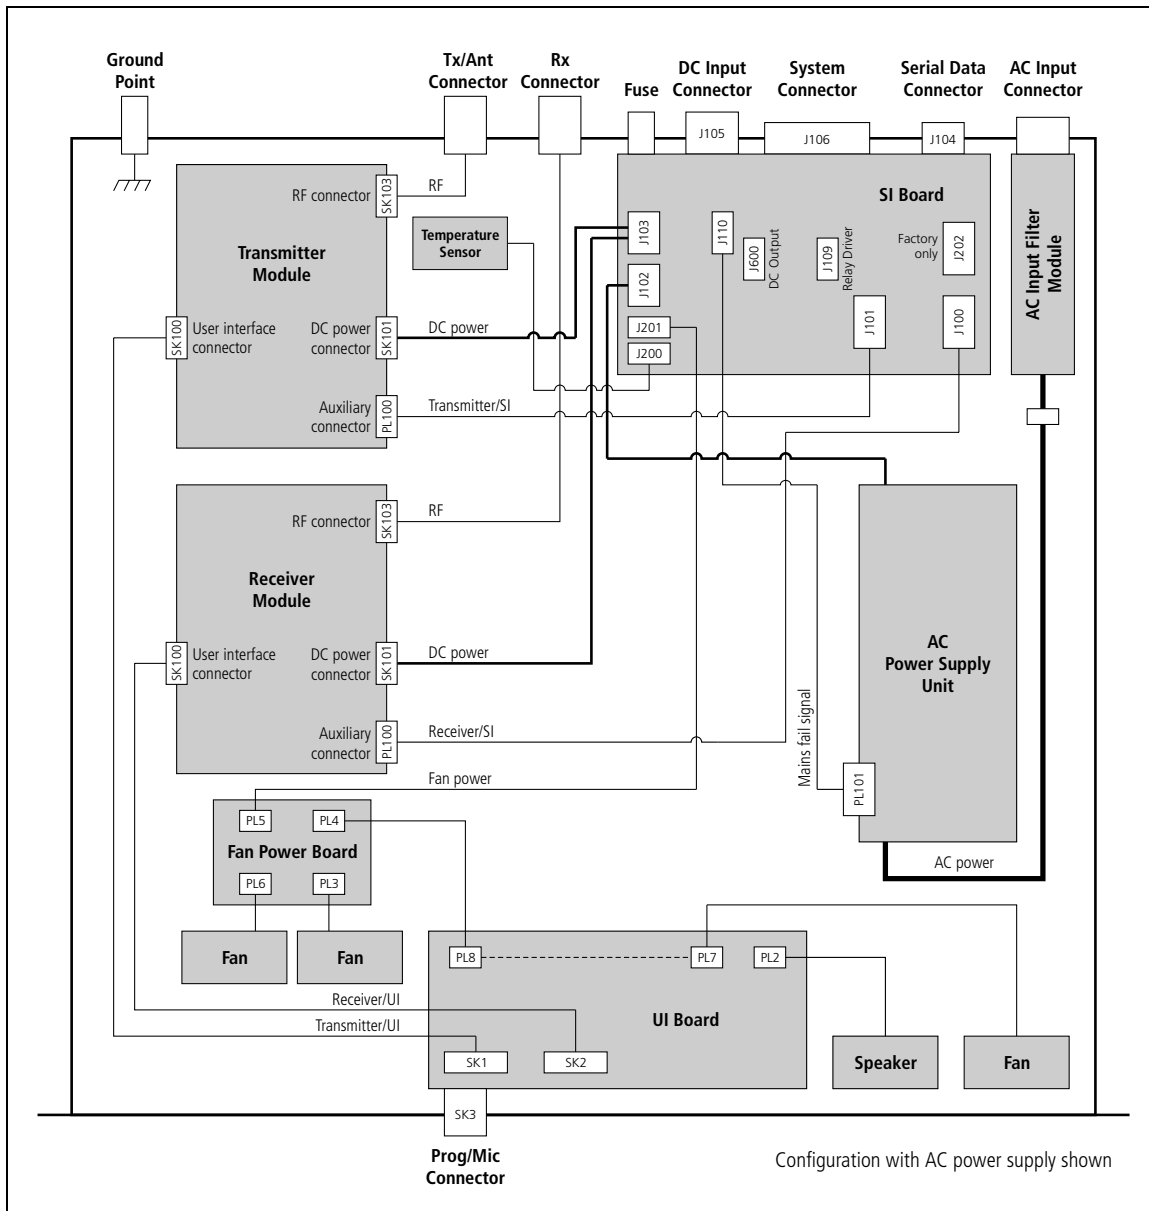 Ground
Point
Tx/Ant
Connector
Rx
Connector
Fuse
DC Input
Connector
System
Connector
Serial Data
Connector
AC Input
Connector
J105
J106
J104
RF connector
SK103
RF
Transmitter
Module
Temperature
Sensor
SI Board
J103
J110
J600
DC Output
J109
Relay Driver
Factory
only
J202
AC Input Filter
Module
J102
J201
J200
J101
J100
SK100
User interface
connector
DC power
connector
SK101
DC power
Auxiliary
connector
PL100
Transmitter/SI
RF connector
SK103
RF
Receiver
Module
SK100
User interface
connector
DC power
connector
SK101
DC power
Auxiliary
connector
PL100
Receiver/SI
AC
Power Supply
Unit
Mains fail signal
PL101
AC power
Fan power
PL5
PL4
Fan Power Board
PL6
PL3
Fan
Fan
PL8
PL7
PL2
UI Board
Receiver/UI
Transmitter/UI
SK1
SK2
Speaker
Fan
SK3
Prog/Mic
Connector
Configuration with AC power supply shown